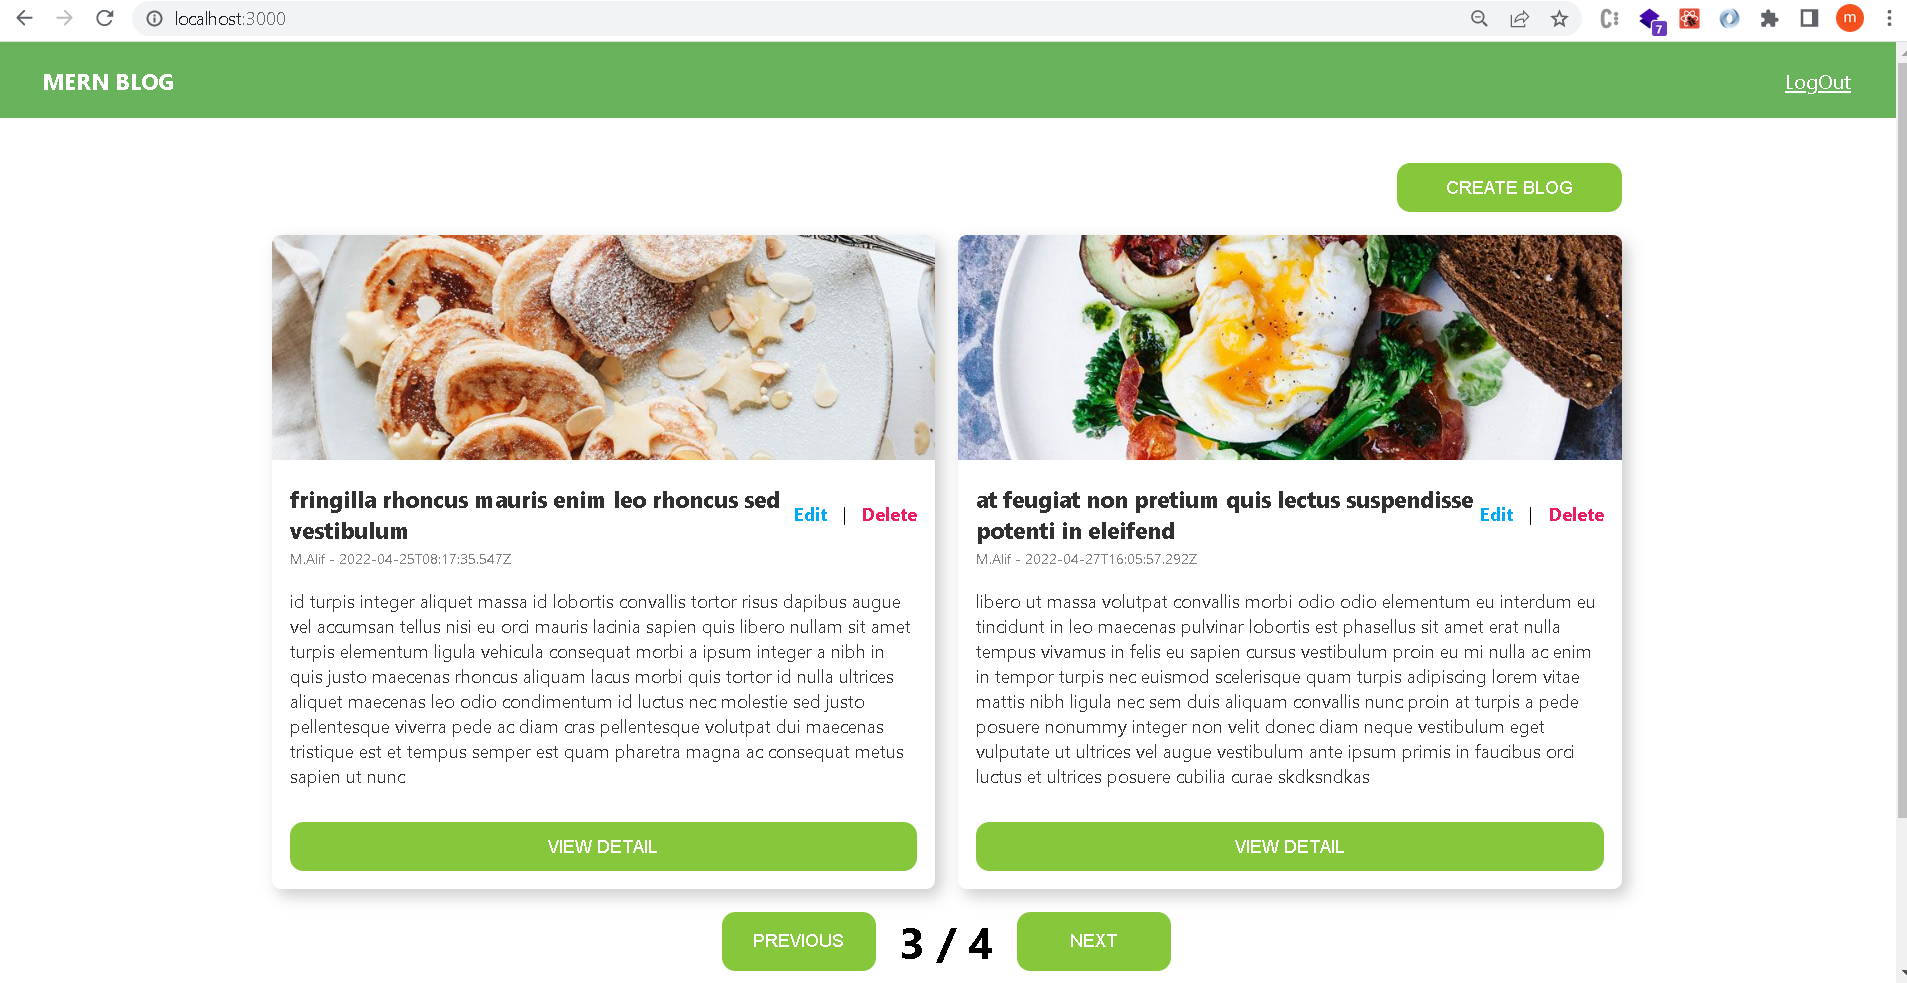 localhost:3000
7
m
MERN BLOG
LogOut
CREATE BLOG
fringilla rhoncus mauris enim leo rhoncus sed
vestibulum
Edit | Delete
M.Alif - 2022-04-25T08:17:35.547Z
id turpis integer aliquet massa id lobortis convallis tortor risus dapibus augue
vel accumsan tellus nisi eu orci mauris lacinia sapien quis libero nullam sit amet
turpis elementum ligula vehicula consequat morbi a ipsum integer a nibh in
quis justo maecenas rhoncus aliquam lacus morbi quis tortor id nulla ultrices
aliquet maecenas leo odio condimentum id luctus nec molestie sed justo
pellentesque viverra pede ac diam cras pellentesque volutpat dui maecenas
tristique est et tempus semper est quam pharetra magna ac consequat metus
sapien ut nunc
VIEW DETAIL
at feugiat non pretium quis lectus suspendisse
potenti in eleifend
Edit | Delete
M.Alif - 2022-04-27T16:05:57.292Z
libero ut massa volutpat convallis morbi odio odio elementum eu interdum eu
tincidunt in leo maecenas pulvinar lobortis est phasellus sit amet erat nulla
tempus vivamus in felis eu sapien cursus vestibulum proin eu mi nulla ac enim
in tempor turpis nec euismod scelerisque quam turpis adipiscing lorem vitae
mattis nibh ligula nec sem duis aliquam convallis nunc proin at turpis a pede
posuere nonummy integer non velit donec diam neque vestibulum eget
vulputate ut ultrices vel augue vestibulum ante ipsum primis in faucibus orci
luctus et ultrices posuere cubilia curae skdksndkas
VIEW DETAIL
PREVIOUS
3 / 4
NEXT